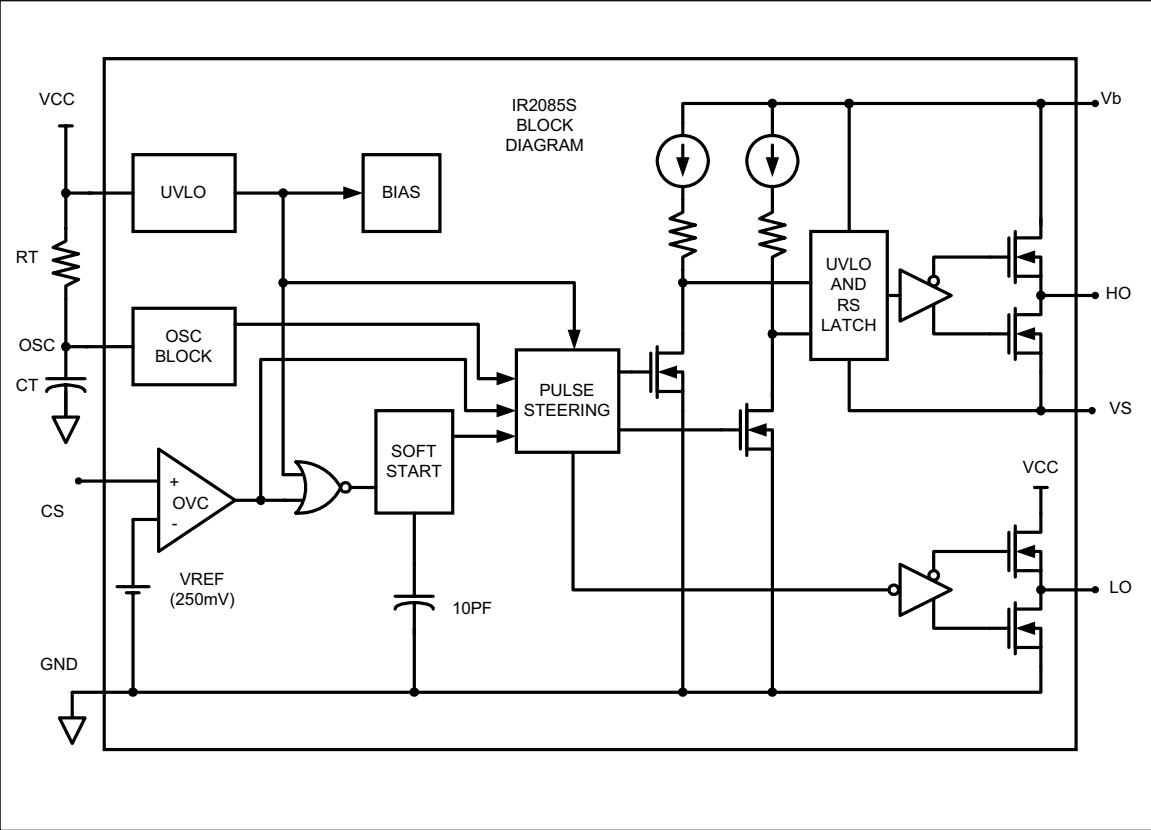 IR2085S
BLOCK
DIAGRAM
VCC
Vb
UVLO
BIAS
RT
UVLO
AND
RS
LATCH
HO
OSC
OSC
BLOCK
CT
PULSE
STEERING
VS
SOFT
START
VCC
CS
+
OVC
-
VREF
(250mV)
10PF
LO
GND